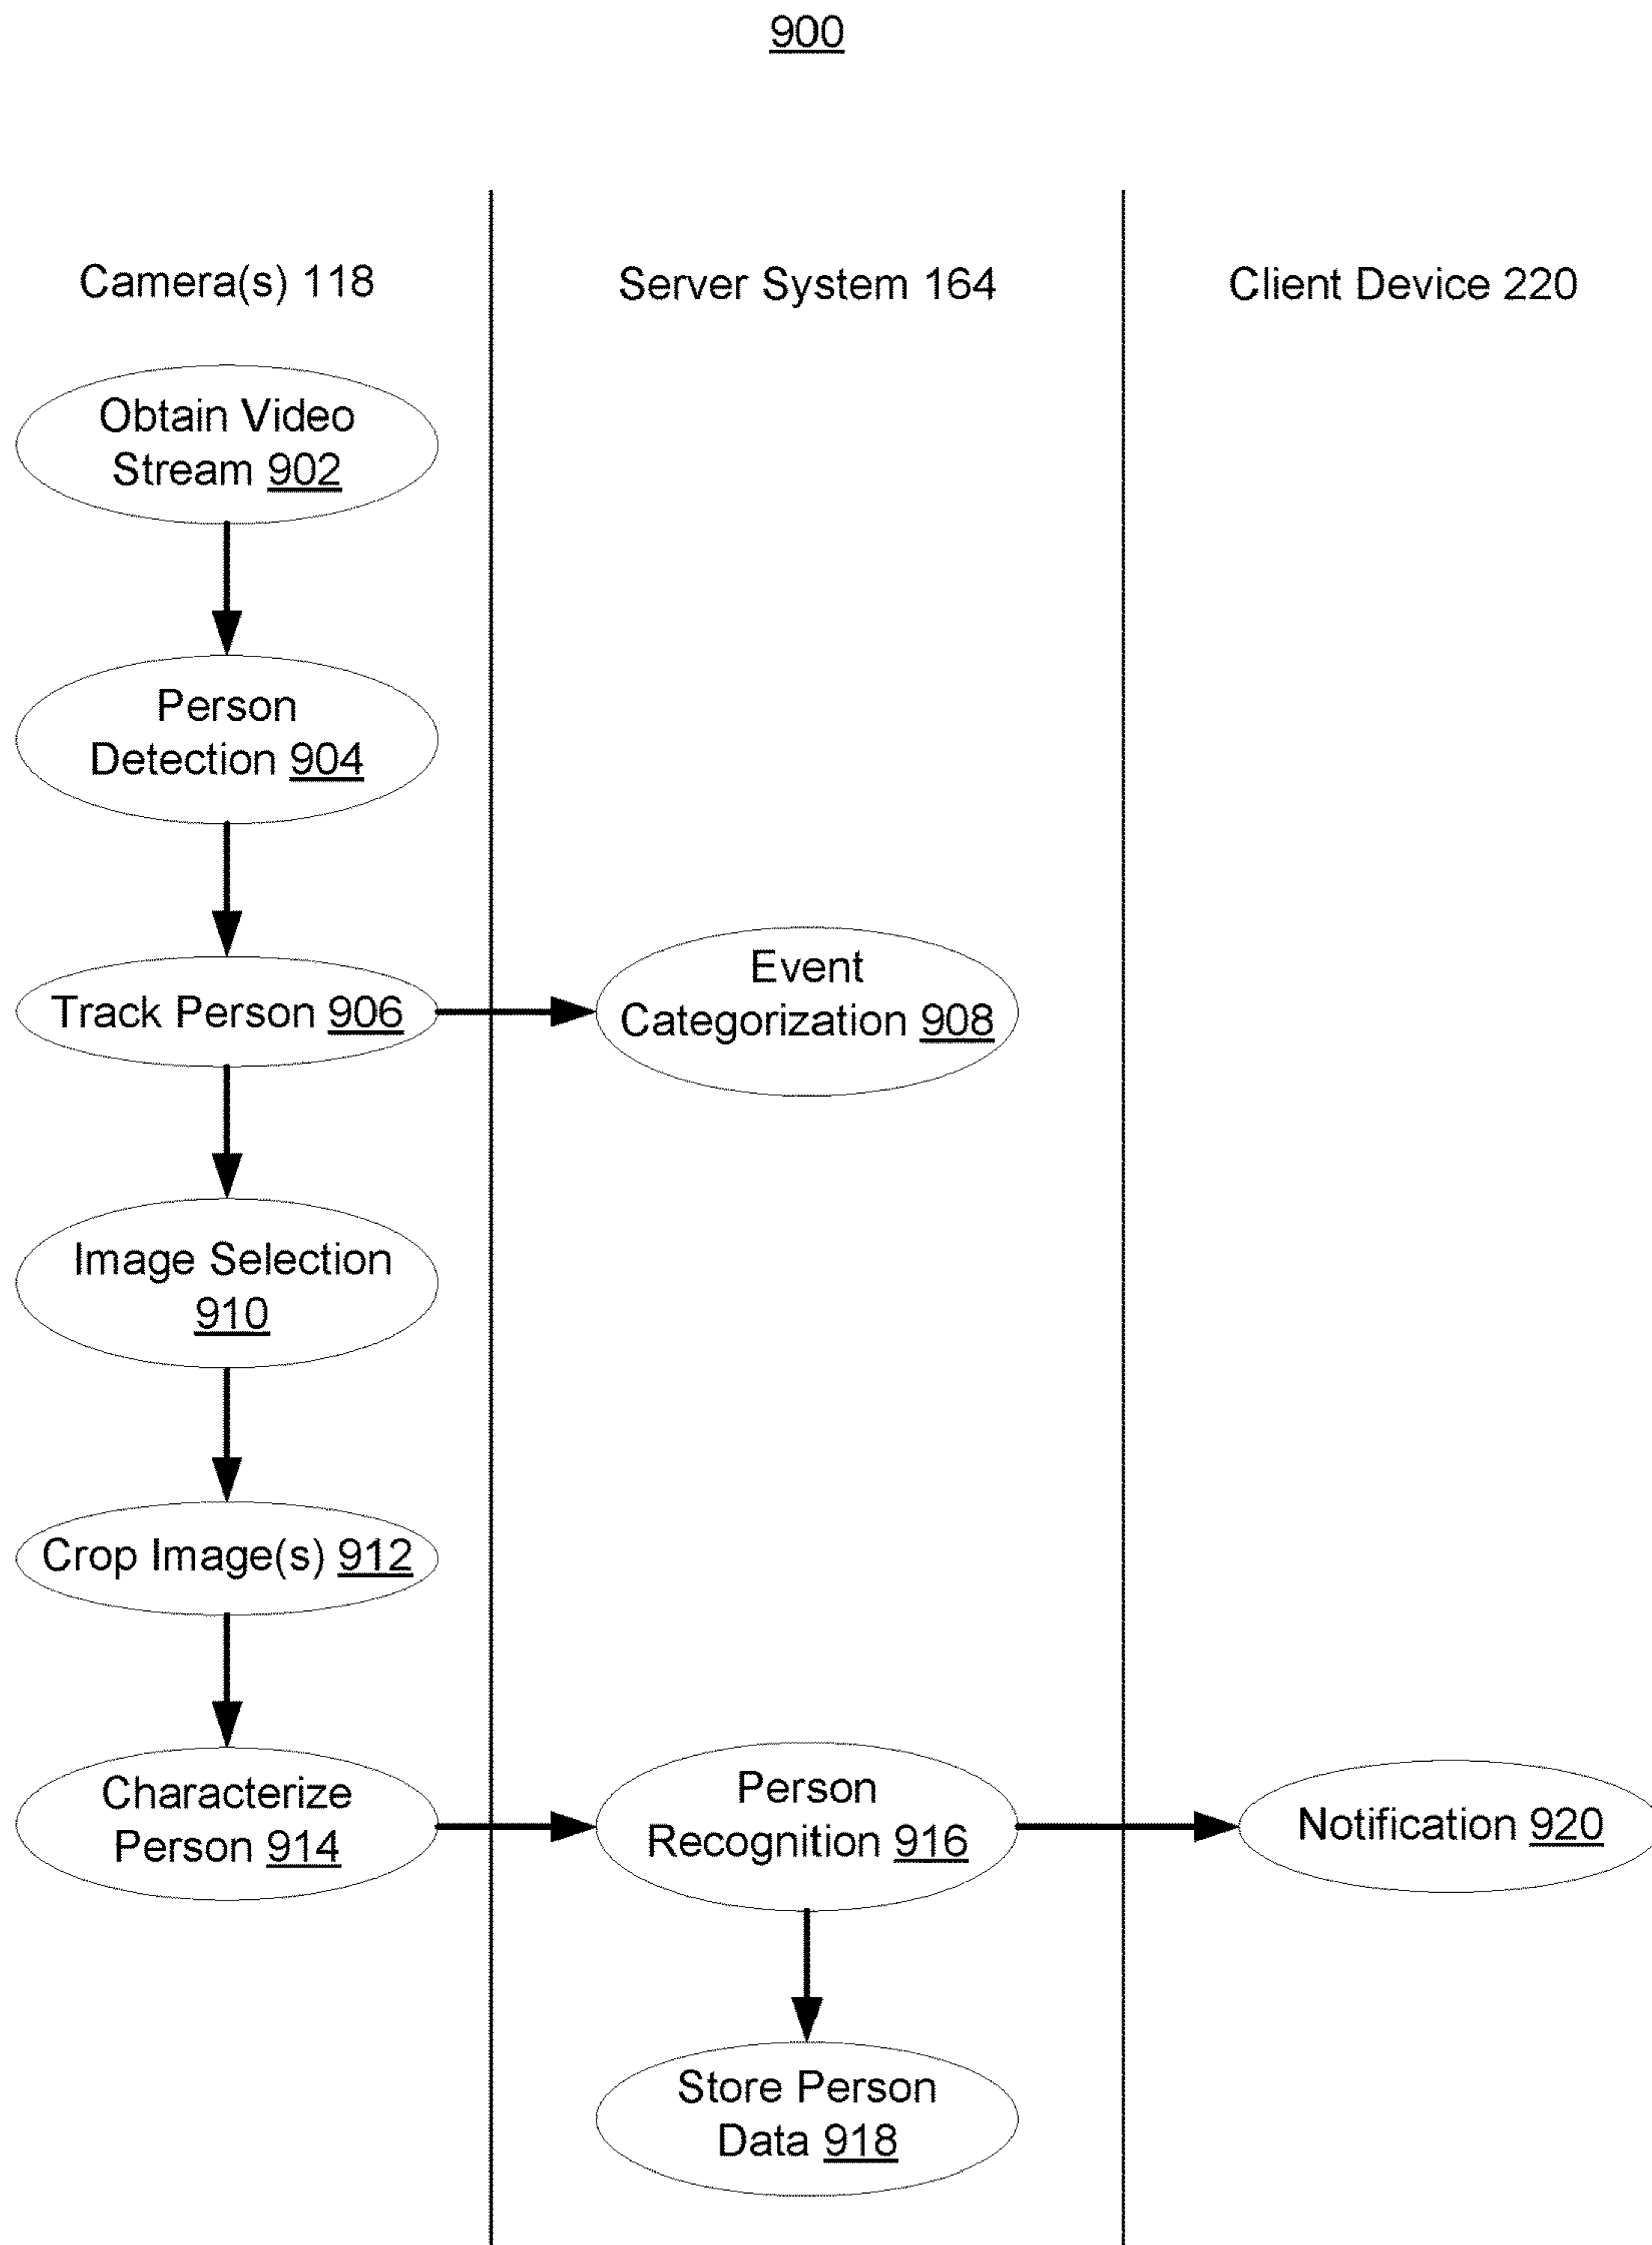 900
Camera(s) 118
Server System 164
Client Device 220
Obtain Video
Stream 902
Person
Detection 904
Track Person 906
Event
Categorization 908
Image Selection
910
Crop Image(s) 912
Characterize
Person 914
Person
Recognition 916
Notification 920
Store Person
Data 918